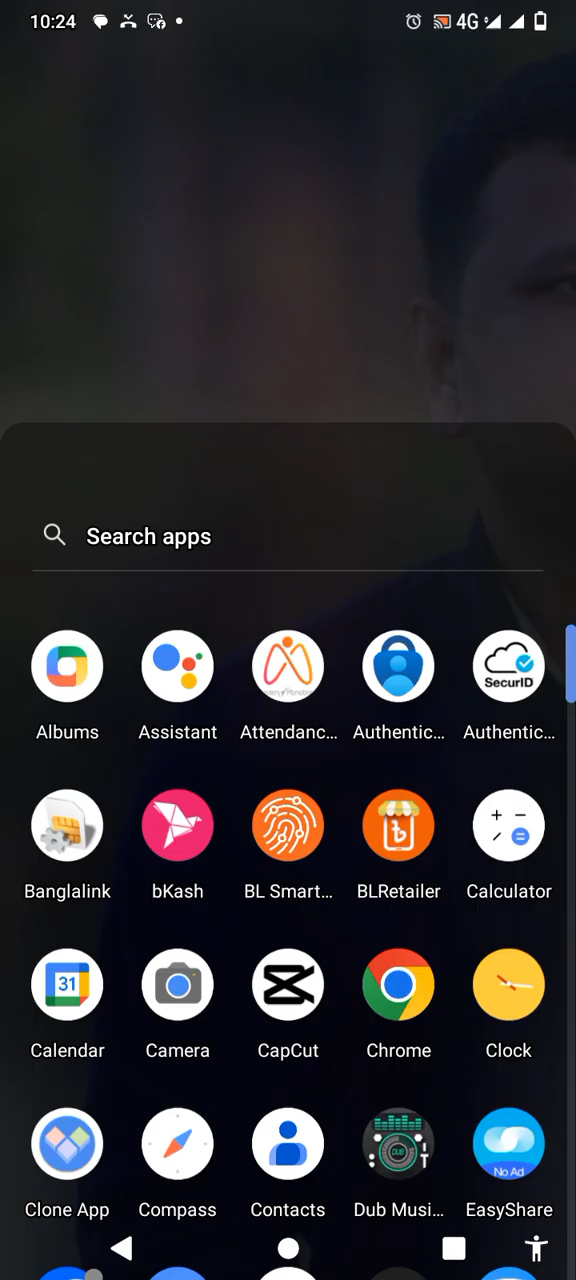 10:24
4G
Search apps
SecurID
Albums
Assistant
Attendanc...
Authentic...
Authentic...
Banglalink
bKash
BL Smart...
BLRetailer
Calculator
31
Calendar
Camera
CapCut
Chrome
Clock
DUB
No Ad
Clone App
Compass
Contacts
Dub Musi...
EasyShare